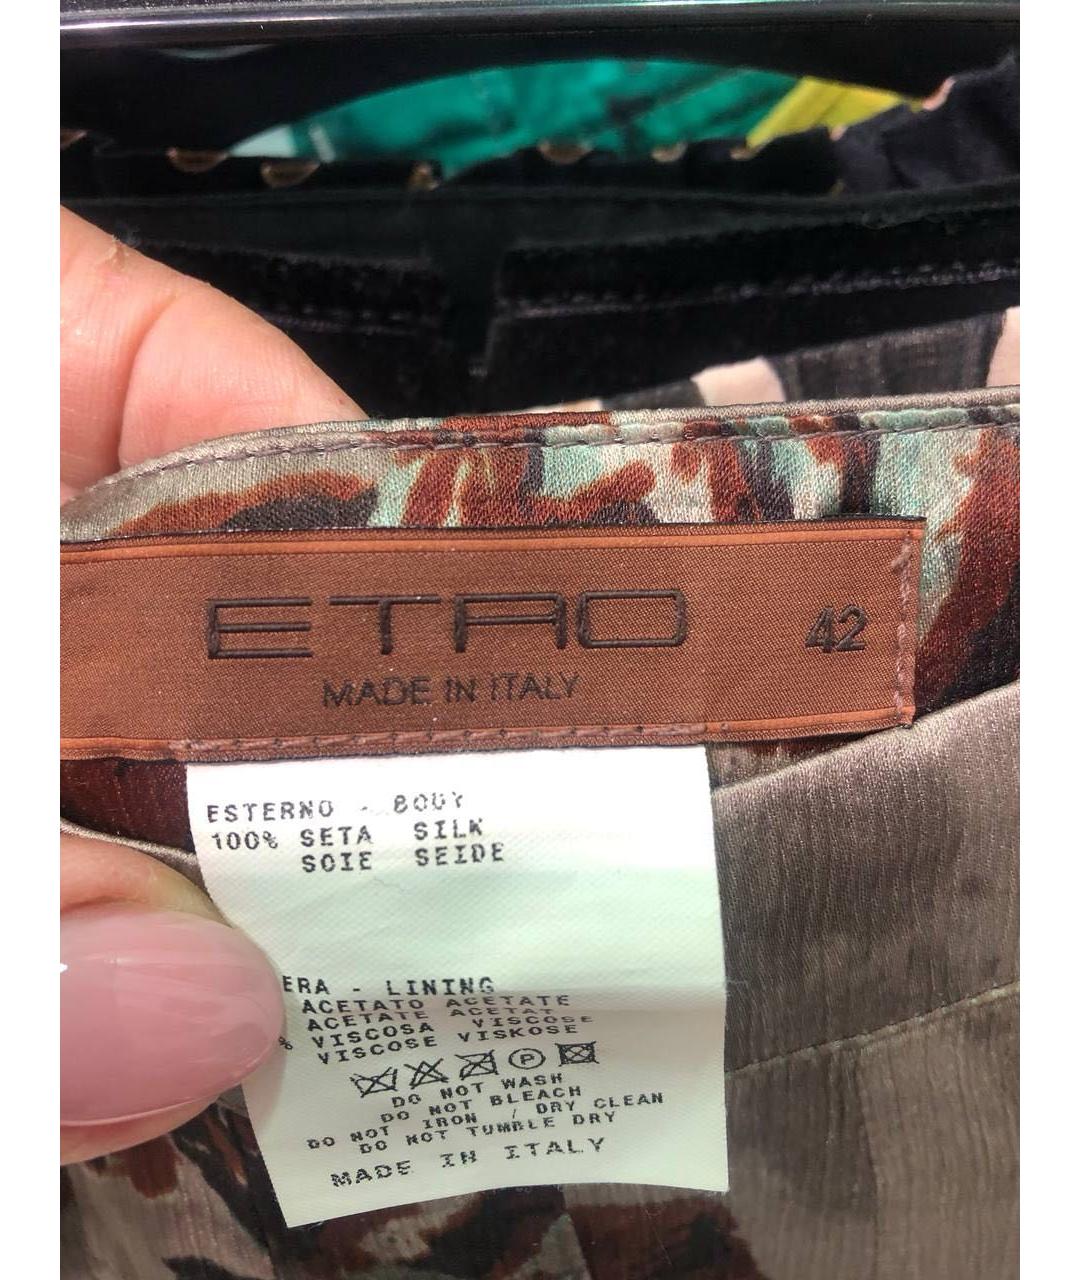 ETRO 42
MADE IN ITALY
ESTERNO - BODY
100% SETA SILK
SOIE SEIDE
ERA - LINING
ACETATO ACETATE
ACETATE ACETAT
% VISCOSA VISCOSE
VISCOSE VISKOSE
P
DO NOT WASH
DO NOT BLEACH
DO NOT IRON / DRY CLEAN
DO NOT TUMBLE DRY
MADE IN ITALY